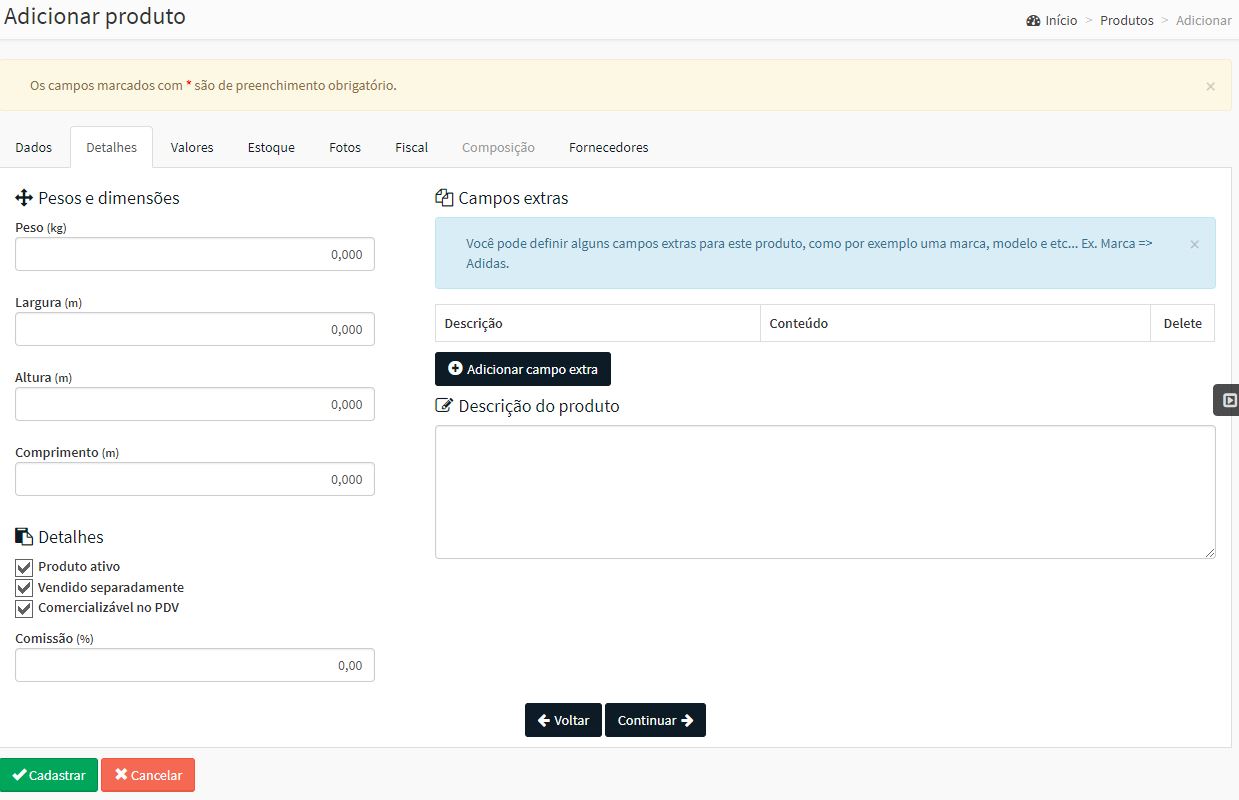 Adicionar produto
Início > Produtos > Adicionar
Os campos marcados com * são de preenchimento obrigatório.
×
Dados Detalhes Valores Estoque Fotos Fiscal Composição Fornecedores
Pesos e dimensões
Peso (kg)
0,000
Largura (m)
0,000
Altura (m)
0,000
Comprimento (m)
0,000
Detalhes
Produto ativo
Vendido separadamente
Comercializável no PDV
Comissão (%)
0,00
Campos extras
Você pode definir alguns campos extras para este produto, como por exemplo uma marca, modelo e etc... Ex. Marca =>
Adidas.
×
Descrição Conteúdo Delete
Adicionar campo extra
Descrição do produto
Voltar Continuar
Cadastrar Cancelar